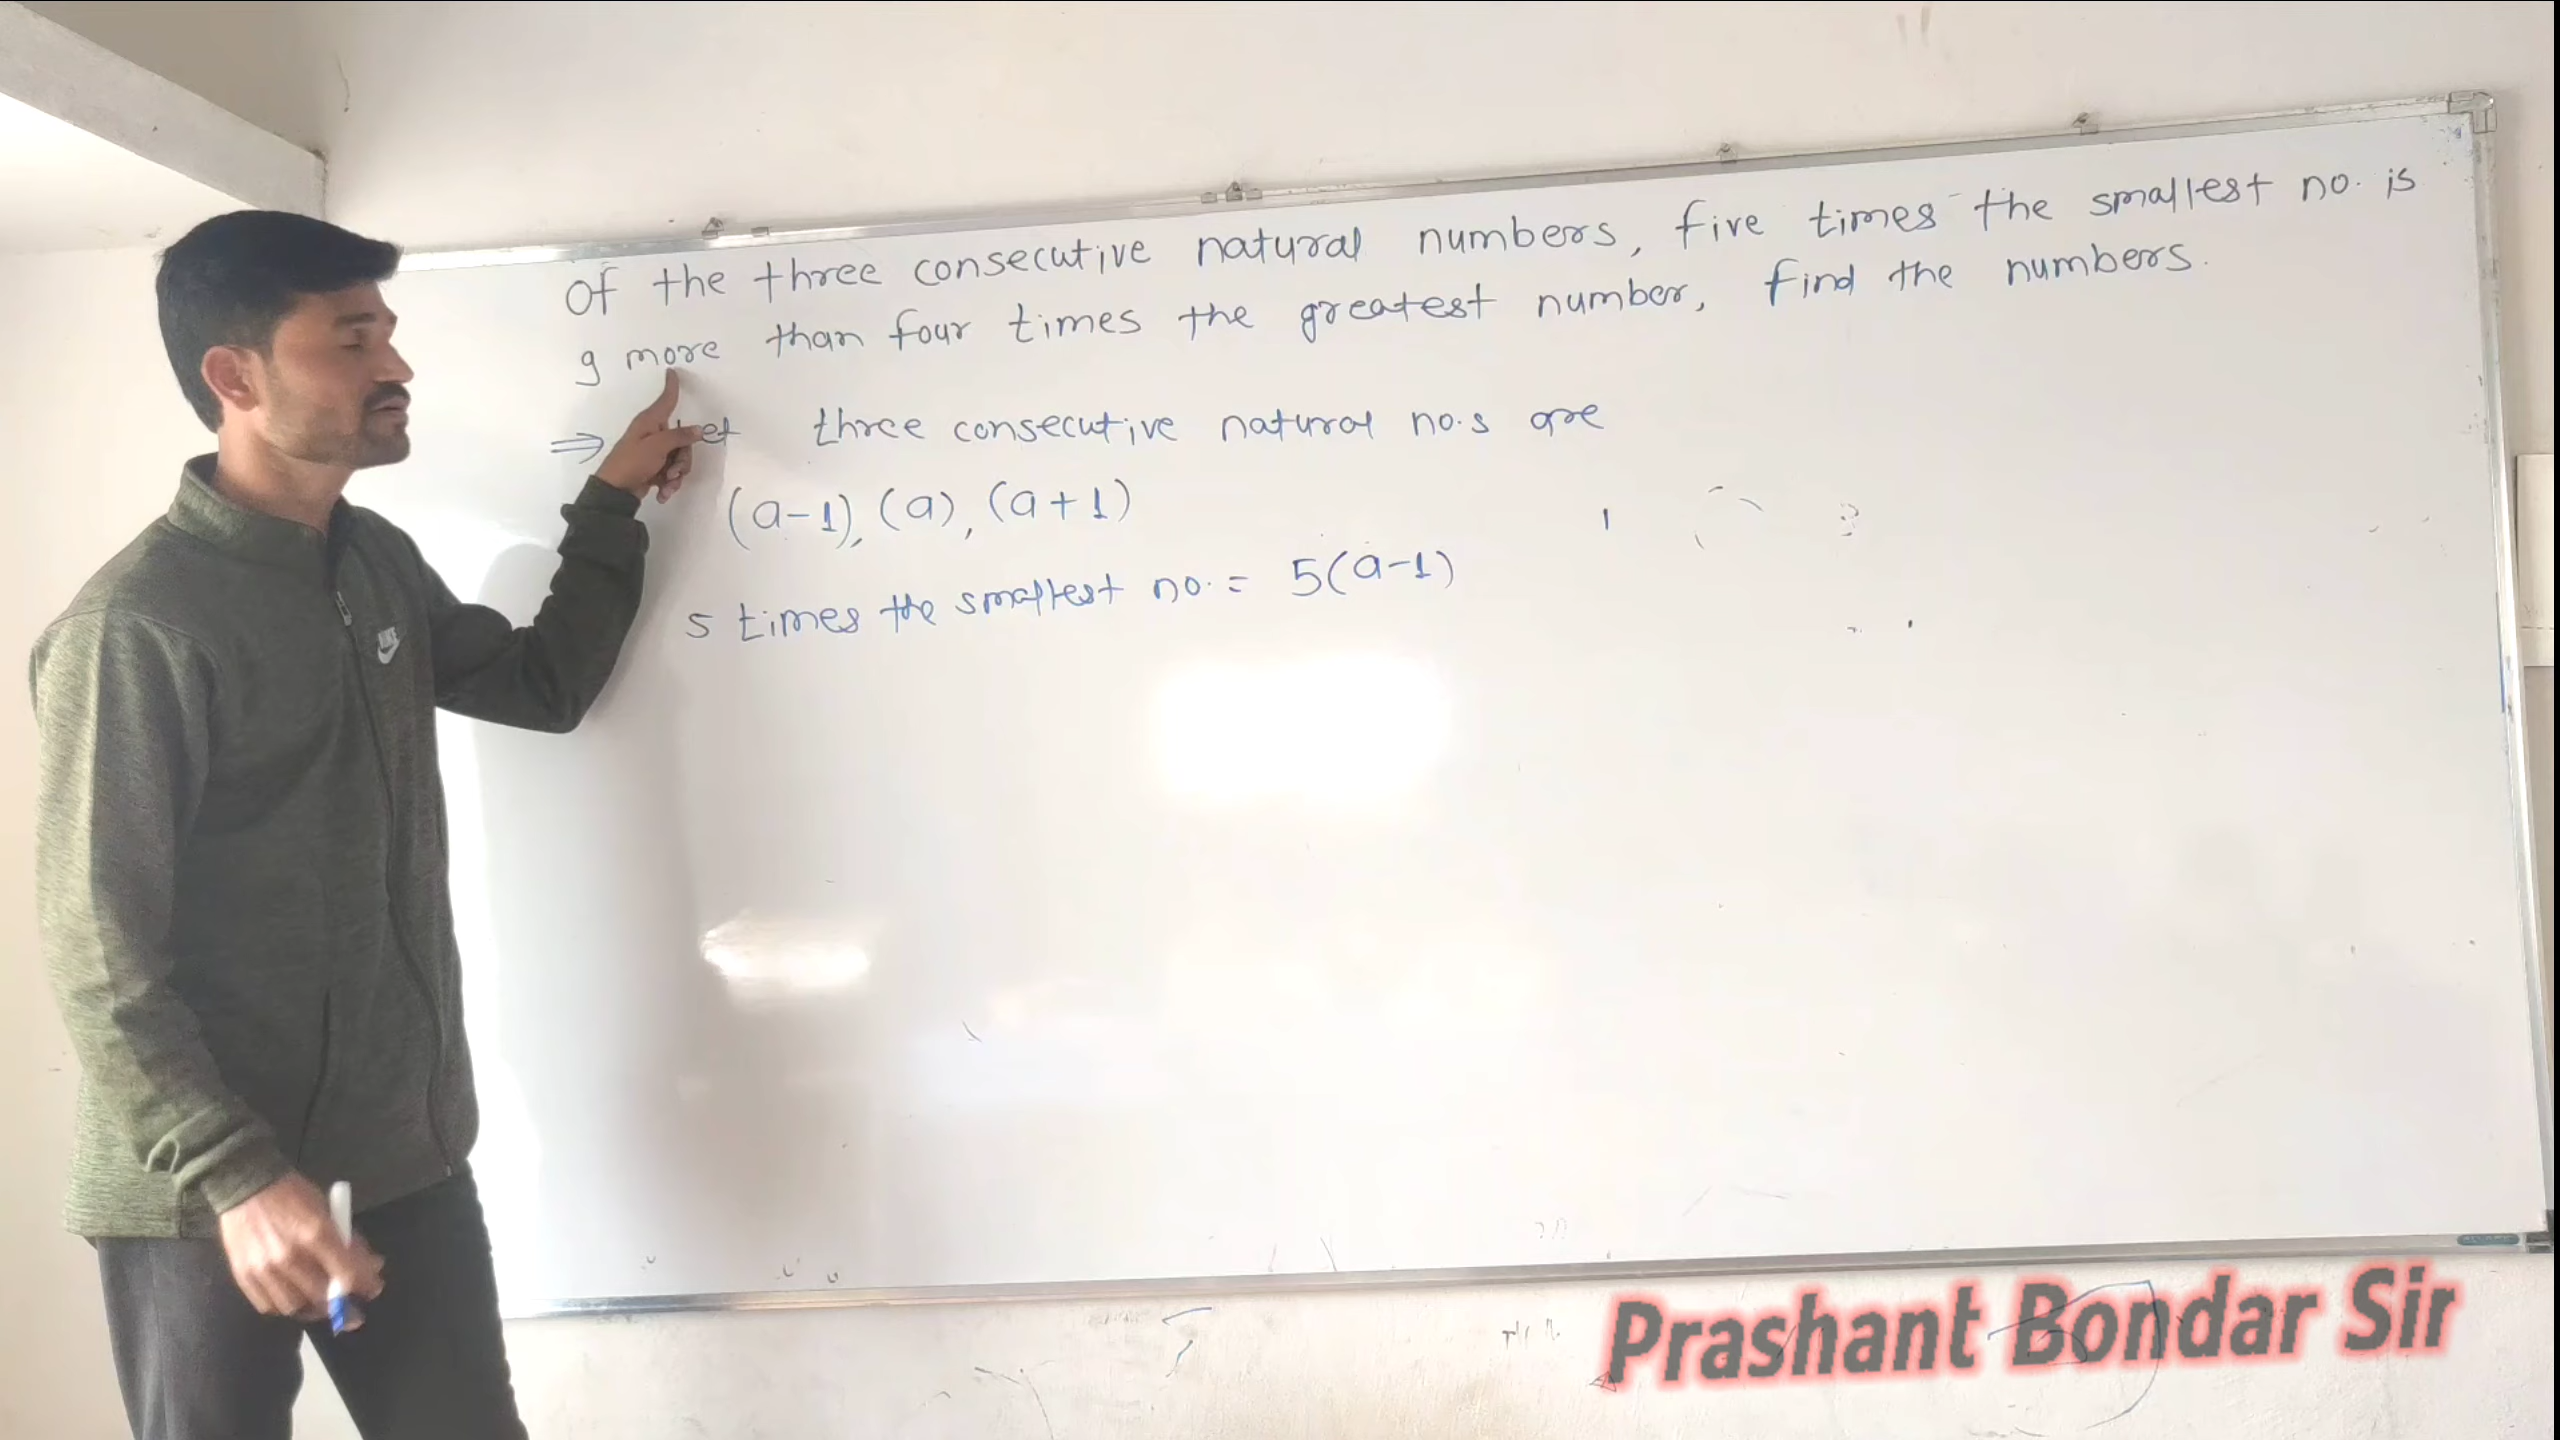 Of the three consecutive natural numbers, five times the smallest no. is
9 more than four times the greatest number, find the numbers.
⇒ three consecutive natural no.s are
(a-1), (a), (a+1)
5 times the smallest no. = 5(a-1)
NIKE
Prashant Bondar Sir